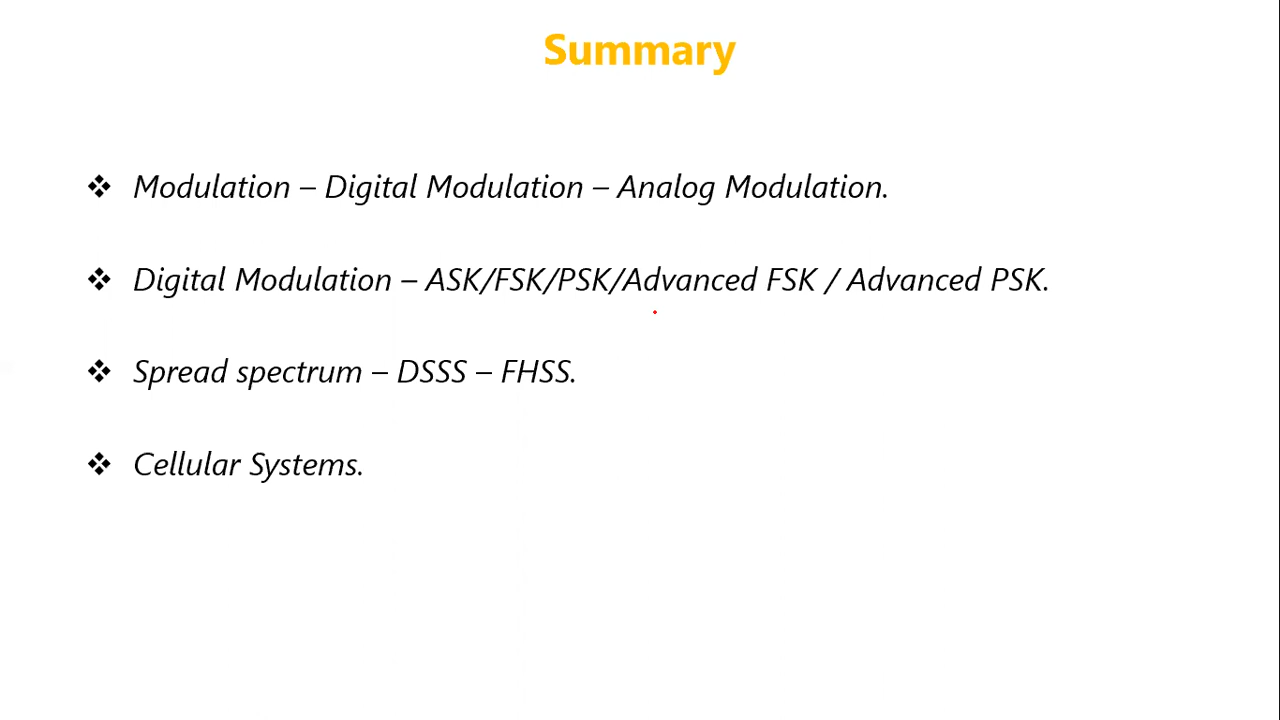 Summary
❖ Modulation – Digital Modulation – Analog Modulation.
❖ Digital Modulation – ASK/FSK/PSK/Advanced FSK / Advanced PSK.
❖ Spread spectrum – DSSS – FHSS.
❖ Cellular Systems.